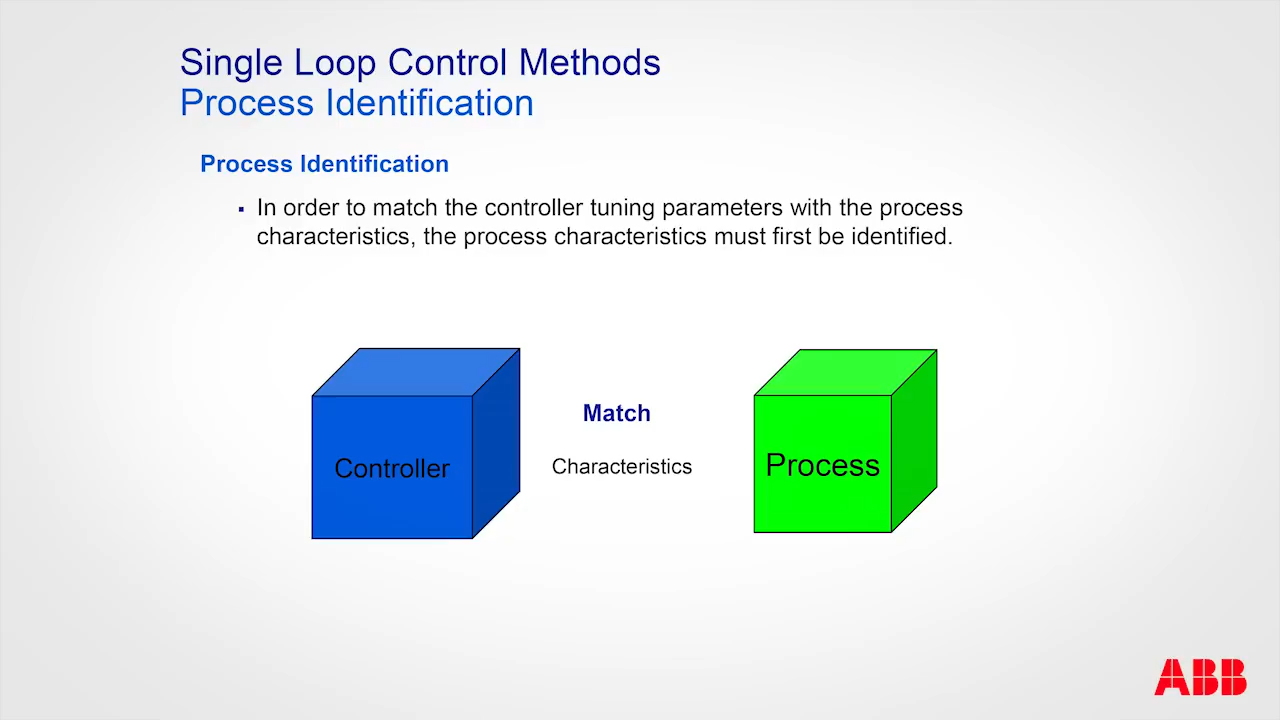 Single Loop Control Methods
Process Identification
Process Identification
▪ In order to match the controller tuning parameters with the process
characteristics, the process characteristics must first be identified.
Match
Controller
Characteristics
Process
ABB